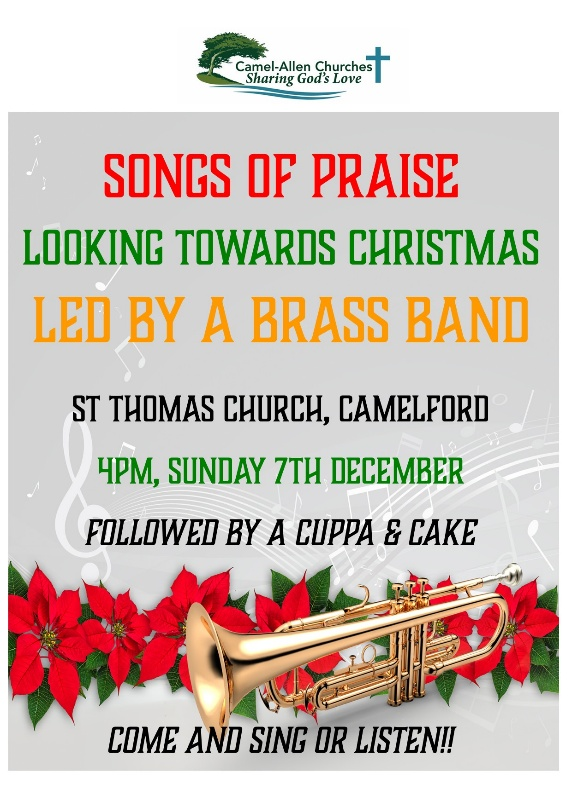 Camel-Allen Churches
Sharing God's Love
SONGS OF PRAISE
LOOKING TOWARDS CHRISTMAS
LED BY A BRASS BAND
ST THOMAS CHURCH, CAMELFORD
4PM, SUNDAY 7TH DECEMBER
FOLLOWED BY A CUPPA & CAKE
COME AND SING OR LISTEN!!